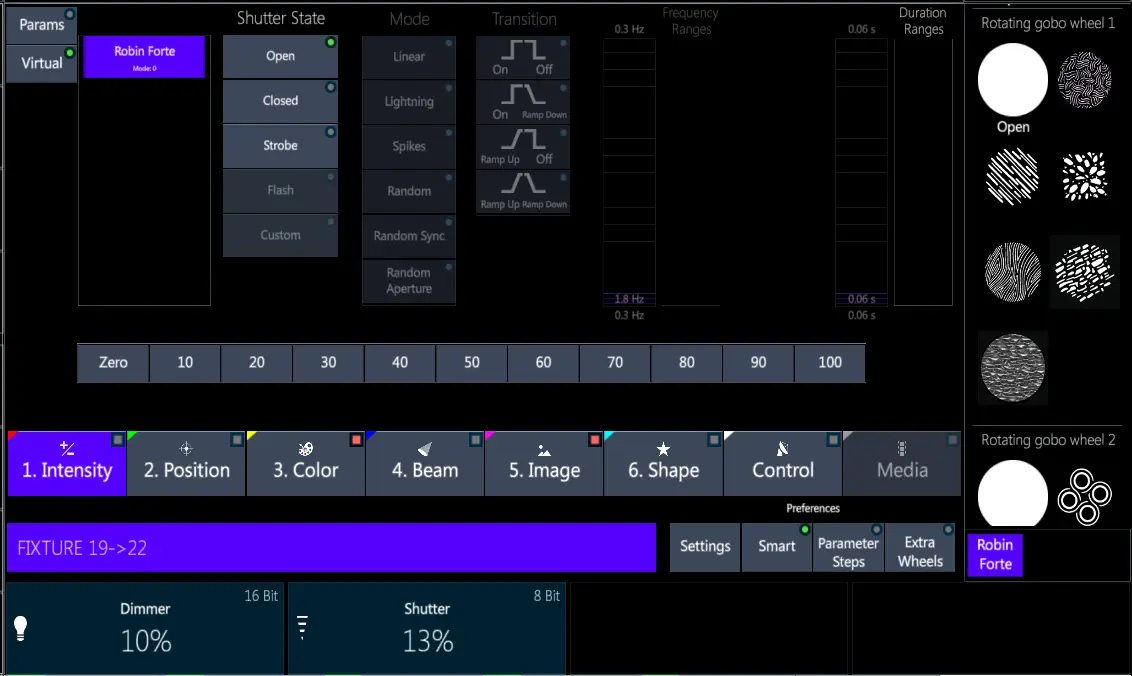 Params
Virtual
Robin Forte
Mode: 0
Shutter State
Open
Closed
Strobe
Flash
Custom
Mode
Linear
Lightning
Spikes
Random
Random Sync
Random
Aperture
Transition
On Off
On Ramp Down
Ramp Up Off
Ramp Up Ramp Down
Frequency
Ranges
0.3 Hz
1.8 Hz
0.3 Hz
Duration
Ranges
0.06 s
0.06 s
0.06 s
Rotating gobo wheel 1
Open
Rotating gobo wheel 2
Robin
Forte
Zero 10 20 30 40 50 60 70 80 90 100
1. Intensity 2. Position 3. Color 4. Beam 5. Image 6. Shape Control Media
Preferences
FIXTURE 19->22
Settings
Smart
Parameter
Steps
Extra
Wheels
16 Bit
Dimmer
10%
8 Bit
Shutter
13%